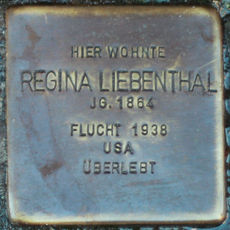 HIER WOHNTE
REGINA LIEBENTHAL
JG. 1864
FLUCHT 1938
USA
ÜBERLEBT